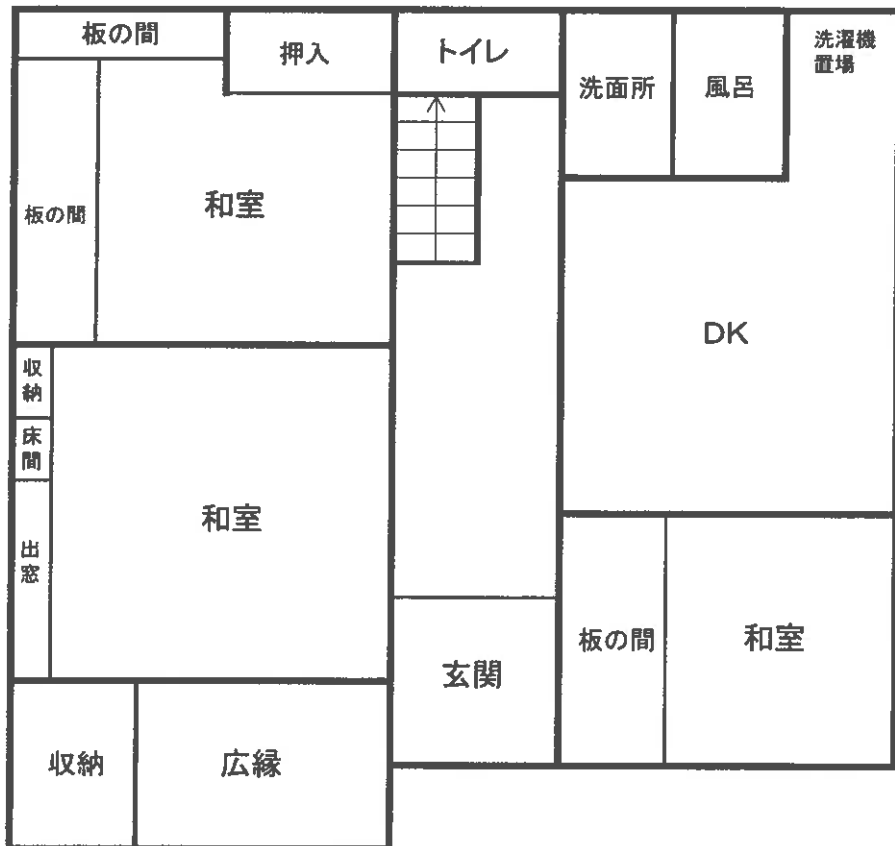 板の間
押入
トイレ
洗面所
風呂
洗濯機
置場
板の間
和室
DK
収
納
床
間
出
窓
和室
玄関
板の間
和室
収納
広縁